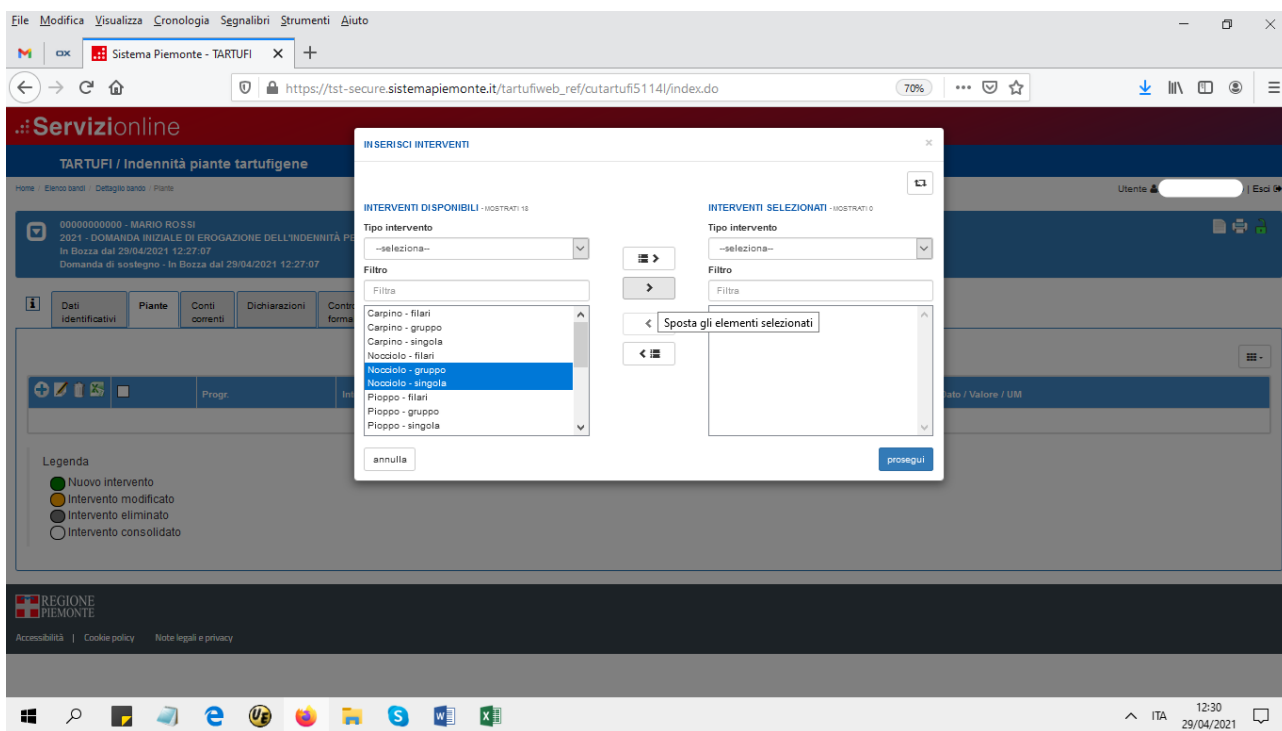 File Modifica Visualizza Cronologia Segnalibri Strumenti Aiuto
Sistema Piemonte - TARTUFI
https://tst-secure.sistemapiemonte.it/tartufiweb_ref/cutartufi5114l/index.do
70%
Servizionline
TARTUFI / Indennità piante tartufigene
Home / Elenco bandi / Dettaglio bando / Piante
Utente
| Esci
00000000000 - MARIO ROSSI
2021 - DOMANDA INIZIALE DI EROGAZIONE DELL'INDENNITÀ PE
In Bozza dal 29/04/2021 12:27:07
Domanda di sostegno - In Bozza dal 29/04/2021 12:27:07
Dati identificativi
Piante
Conti correnti
Dichiarazioni
Contro
forma
Progr.
Int
Dato / Valore / UM
INSERISCI INTERVENTI
INTERVENTI DISPONIBILI - MOSTRATI 18
Tipo intervento
--seleziona--
Filtro
Filtra
Carpino - filari
Carpino - gruppo
Carpino - singola
Nocciolo - filari
Nocciolo - gruppo
Nocciolo - singola
Pioppo - filari
Pioppo - gruppo
Pioppo - singola
INTERVENTI SELEZIONATI - MOSTRATI 0
Tipo intervento
--seleziona--
Filtro
Filtra
Sposta gli elementi selezionati
annulla
prosegui
Legenda
Nuovo intervento
Intervento modificato
Intervento eliminato
Intervento consolidato
REGIONE
PIEMONTE
Accessibilità | Cookie policy Note legali e privacy
ITA
12:30
29/04/2021